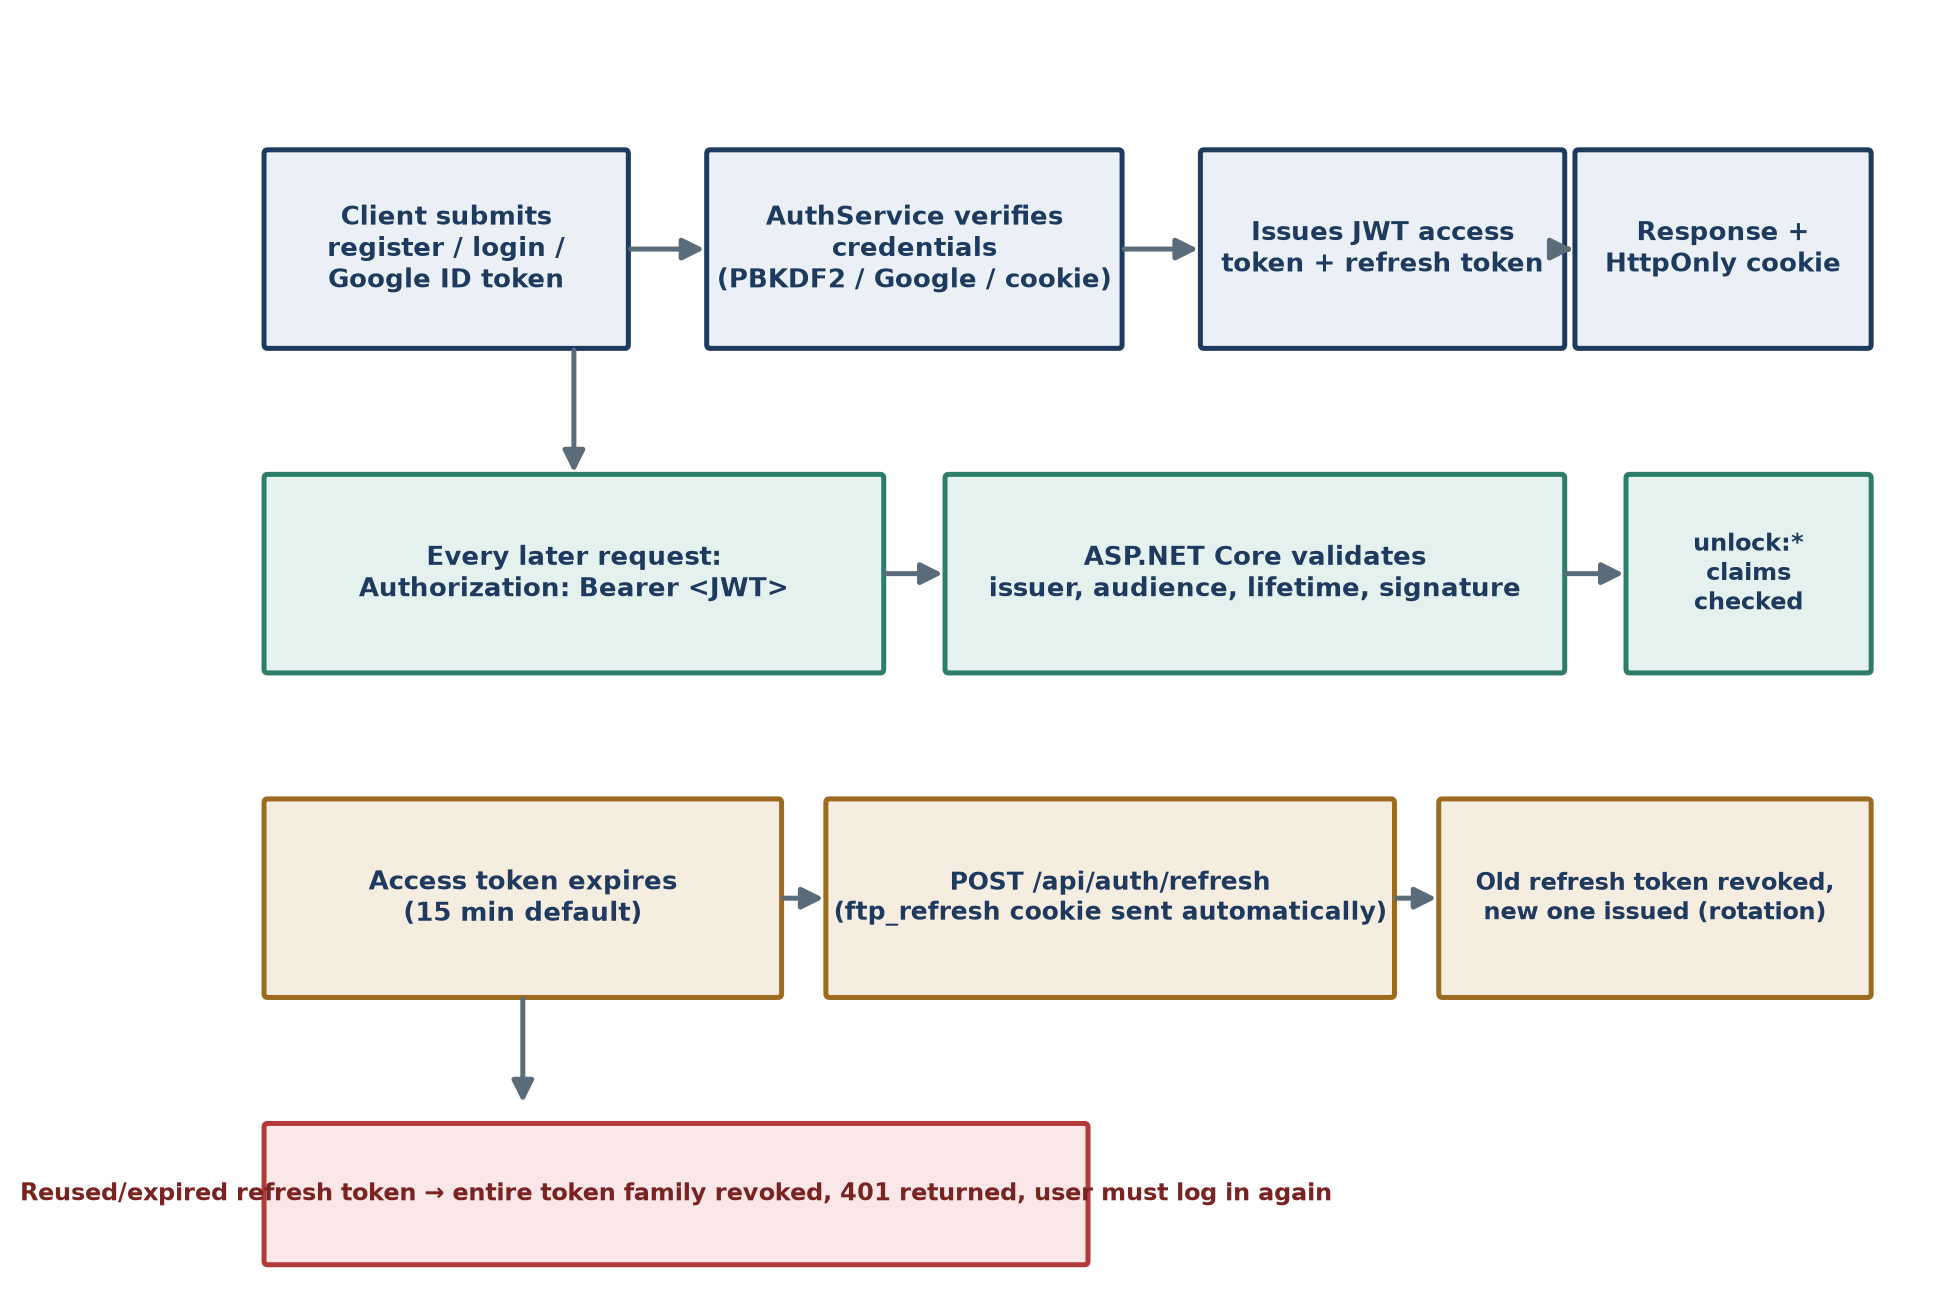 Client submits
register / login /
Google ID token
AuthService verifies
credentials
(PBKDF2 / Google / cookie)
Issues JWT access
token + refresh token
Response +
HttpOnly cookie
Every later request:
Authorization: Bearer <JWT>
ASP.NET Core validates
issuer, audience, lifetime, signature
unlock:*
claims
checked
Access token expires
(15 min default)
POST /api/auth/refresh
(ftp_refresh cookie sent automatically)
Old refresh token revoked,
new one issued (rotation)
Reused/expired refresh token → entire token family revoked, 401 returned, user must log in again